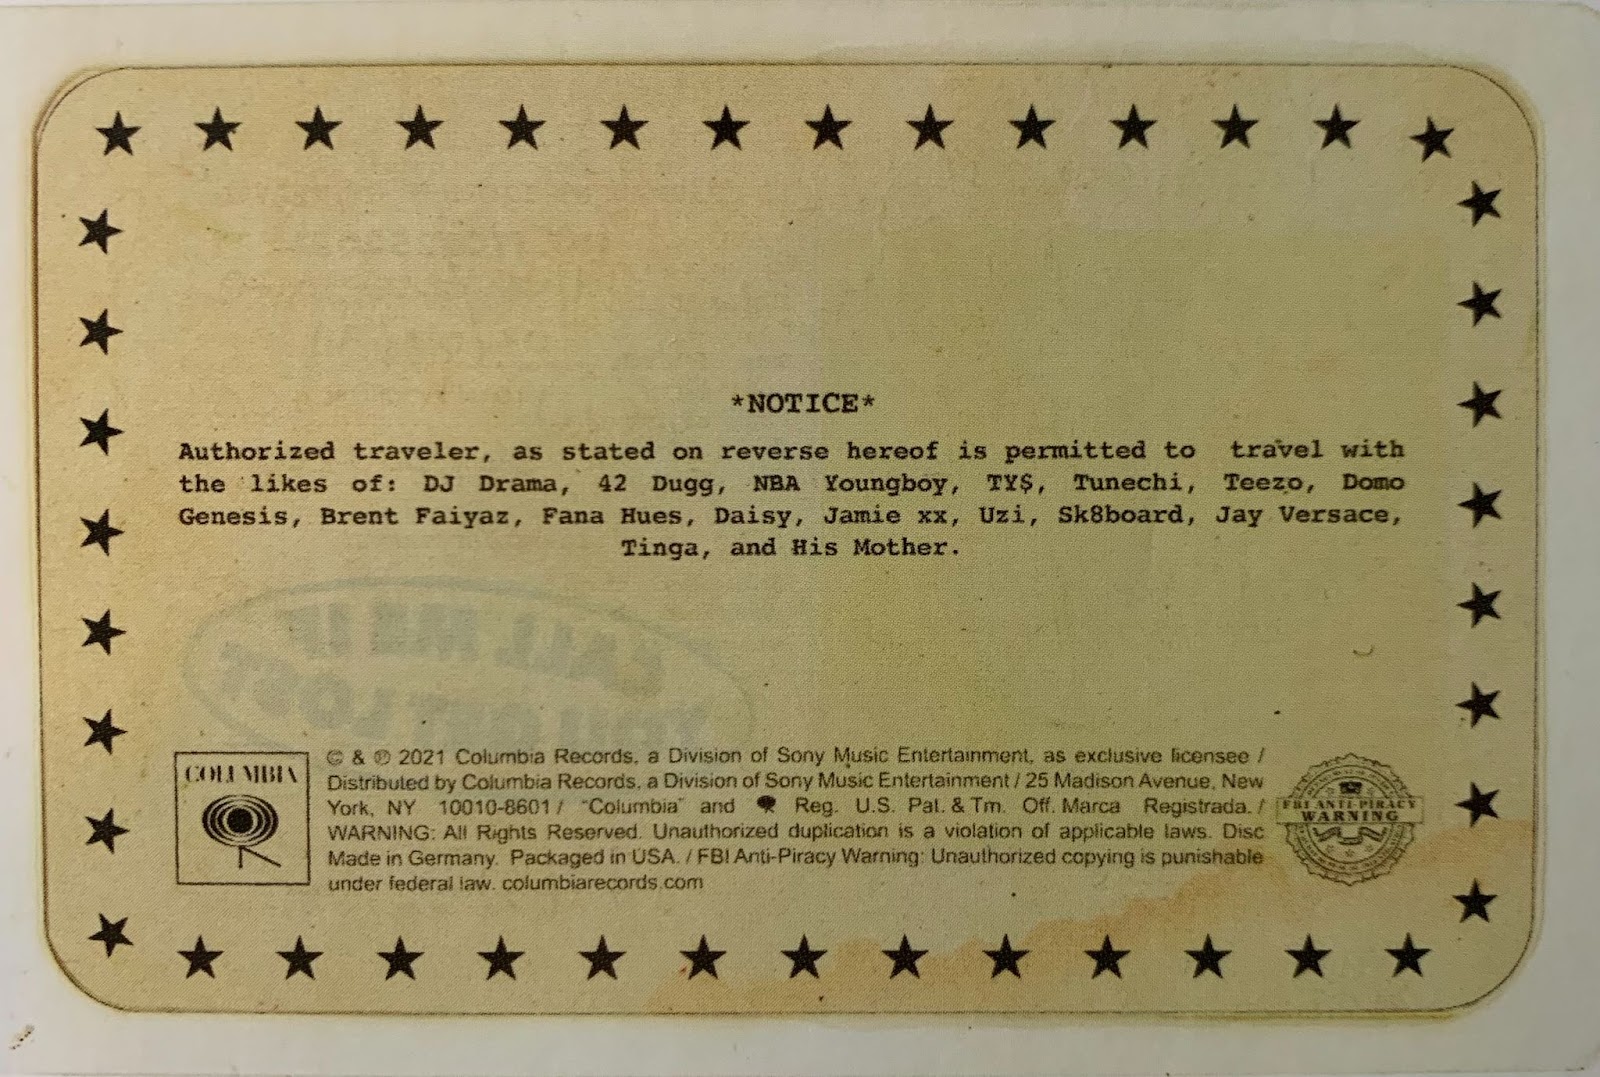 *NOTICE*
Authorized traveler, as stated on reverse hereof is permitted to travel with
the likes of: DJ Drama, 42 Dugg, NBA Youngboy, TY$, Tunechi, Teezo, Domo
Genesis, Brent Faiyaz, Fana Hues, Daisy, Jamie xx, Uzi, Sk8board, Jay Versace,
Tinga, and His Mother.
CALL ME IF
YOU GET LOST
COLUMBIA
© & ℗ 2021 Columbia Records, a Division of Sony Music Entertainment, as exclusive licensee /
Distributed by Columbia Records, a Division of Sony Music Entertainment / 25 Madison Avenue, New
York, NY 10010-8601 / "Columbia" and Reg. U.S. Pat. & Tm. Off. Marca Registrada. /
WARNING: All Rights Reserved. Unauthorized duplication is a violation of applicable laws. Disc
Made in Germany. Packaged in USA. / FBI Anti-Piracy Warning: Unauthorized copying is punishable
under federal law. columbiarecords.com
FBI ANTI-PIRACY
WARNING